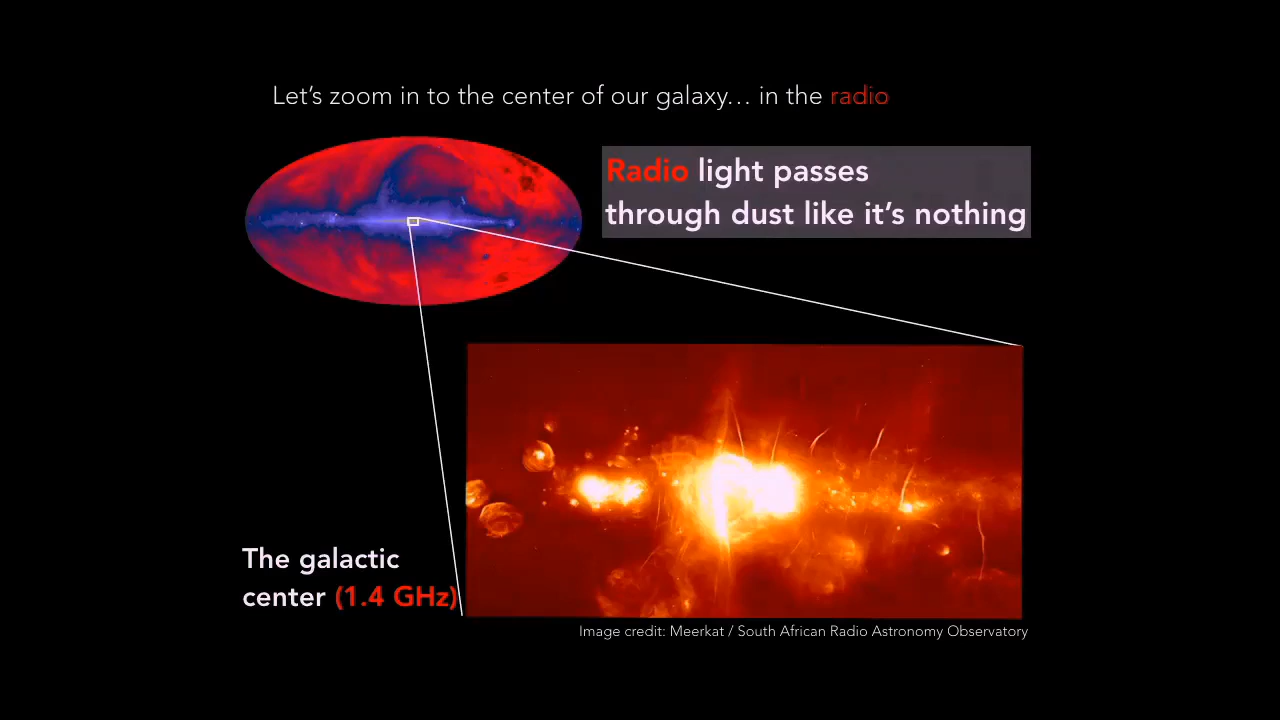 Let’s zoom in to the center of our galaxy… in the radio
Radio light passes
through dust like it’s nothing
The galactic
center (1.4 GHz)
Image credit: Meerkat / South African Radio Astronomy Observatory